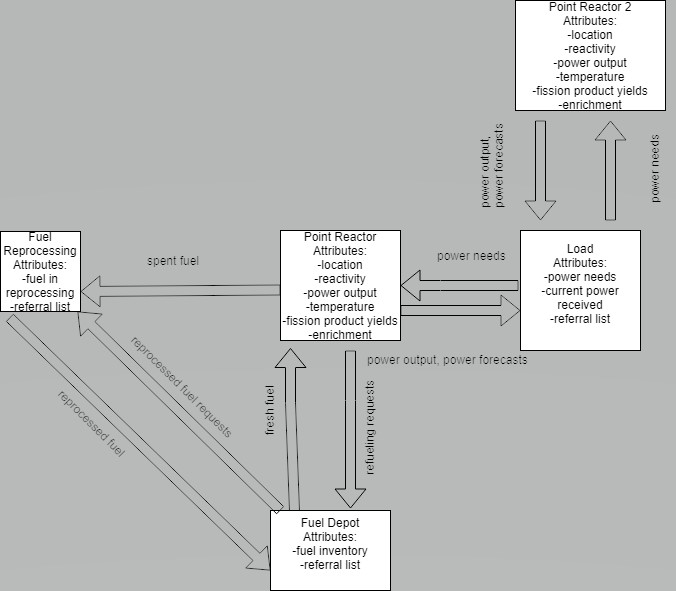 Point Reactor 2
Attributes:
-location
-reactivity
-power output
-temperature
-fission product yields
-enrichment
power output,
power forecasts
power needs
Fuel
Reprocessing
Attributes:
-fuel in
reprocessing
-referral list
spent fuel
Point Reactor
Attributes:
-location
-reactivity
-power output
-temperature
-fission product yields
-enrichment
power needs
Load
Attributes:
-power needs
-current power
received
-referral list
power output, power forecasts
reprocessed fuel requests
reprocessed fuel
fresh fuel
refueling requests
Fuel Depot
Attributes:
-fuel inventory
-referral list